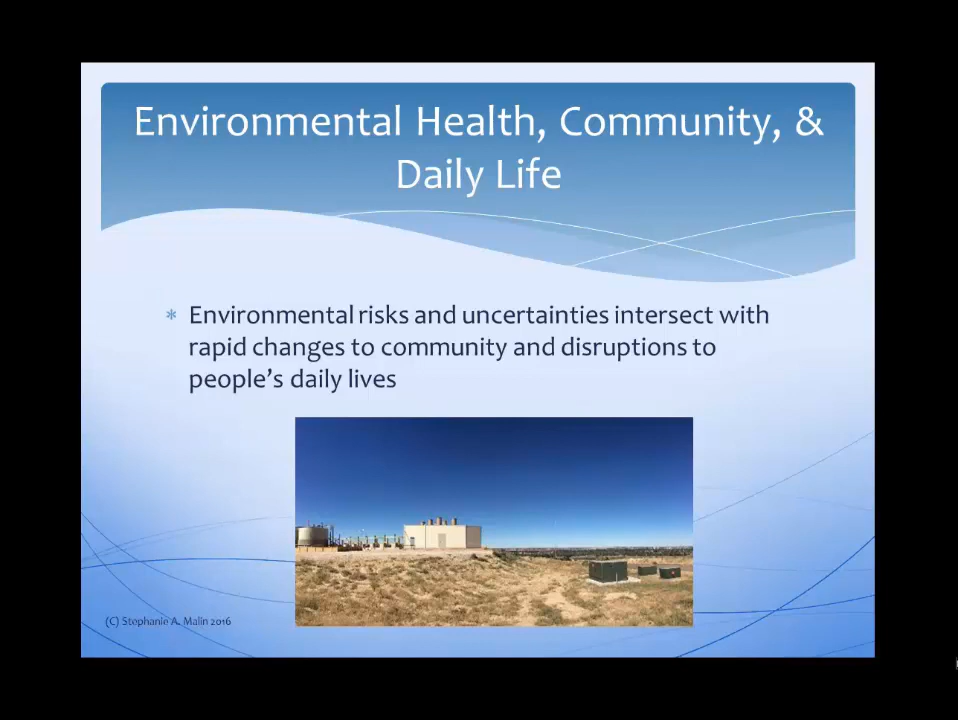 Environmental Health, Community, &
Daily Life
* Environmental risks and uncertainties intersect with
rapid changes to community and disruptions to
people's daily lives
(C) Stephanie A. Malin 2016